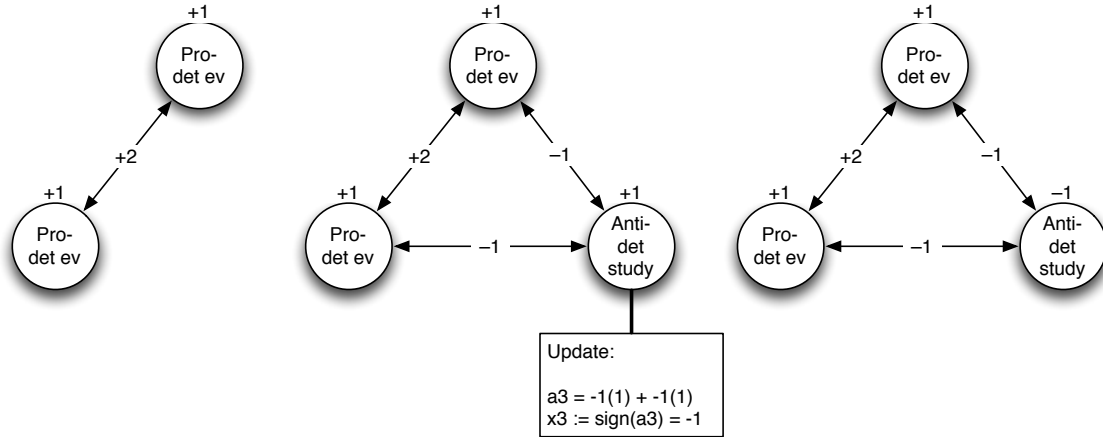 +1
Pro-
det ev
+2
+1
Pro-
det ev
+1
Pro-
det ev
+2
–1
+1
Pro-
det ev
–1
+1
Anti-
det
study
Update:
a3 = -1(1) + -1(1)
x3 := sign(a3) = -1
+1
Pro-
det ev
+2
–1
+1
Pro-
det ev
–1
–1
Anti-
det
study